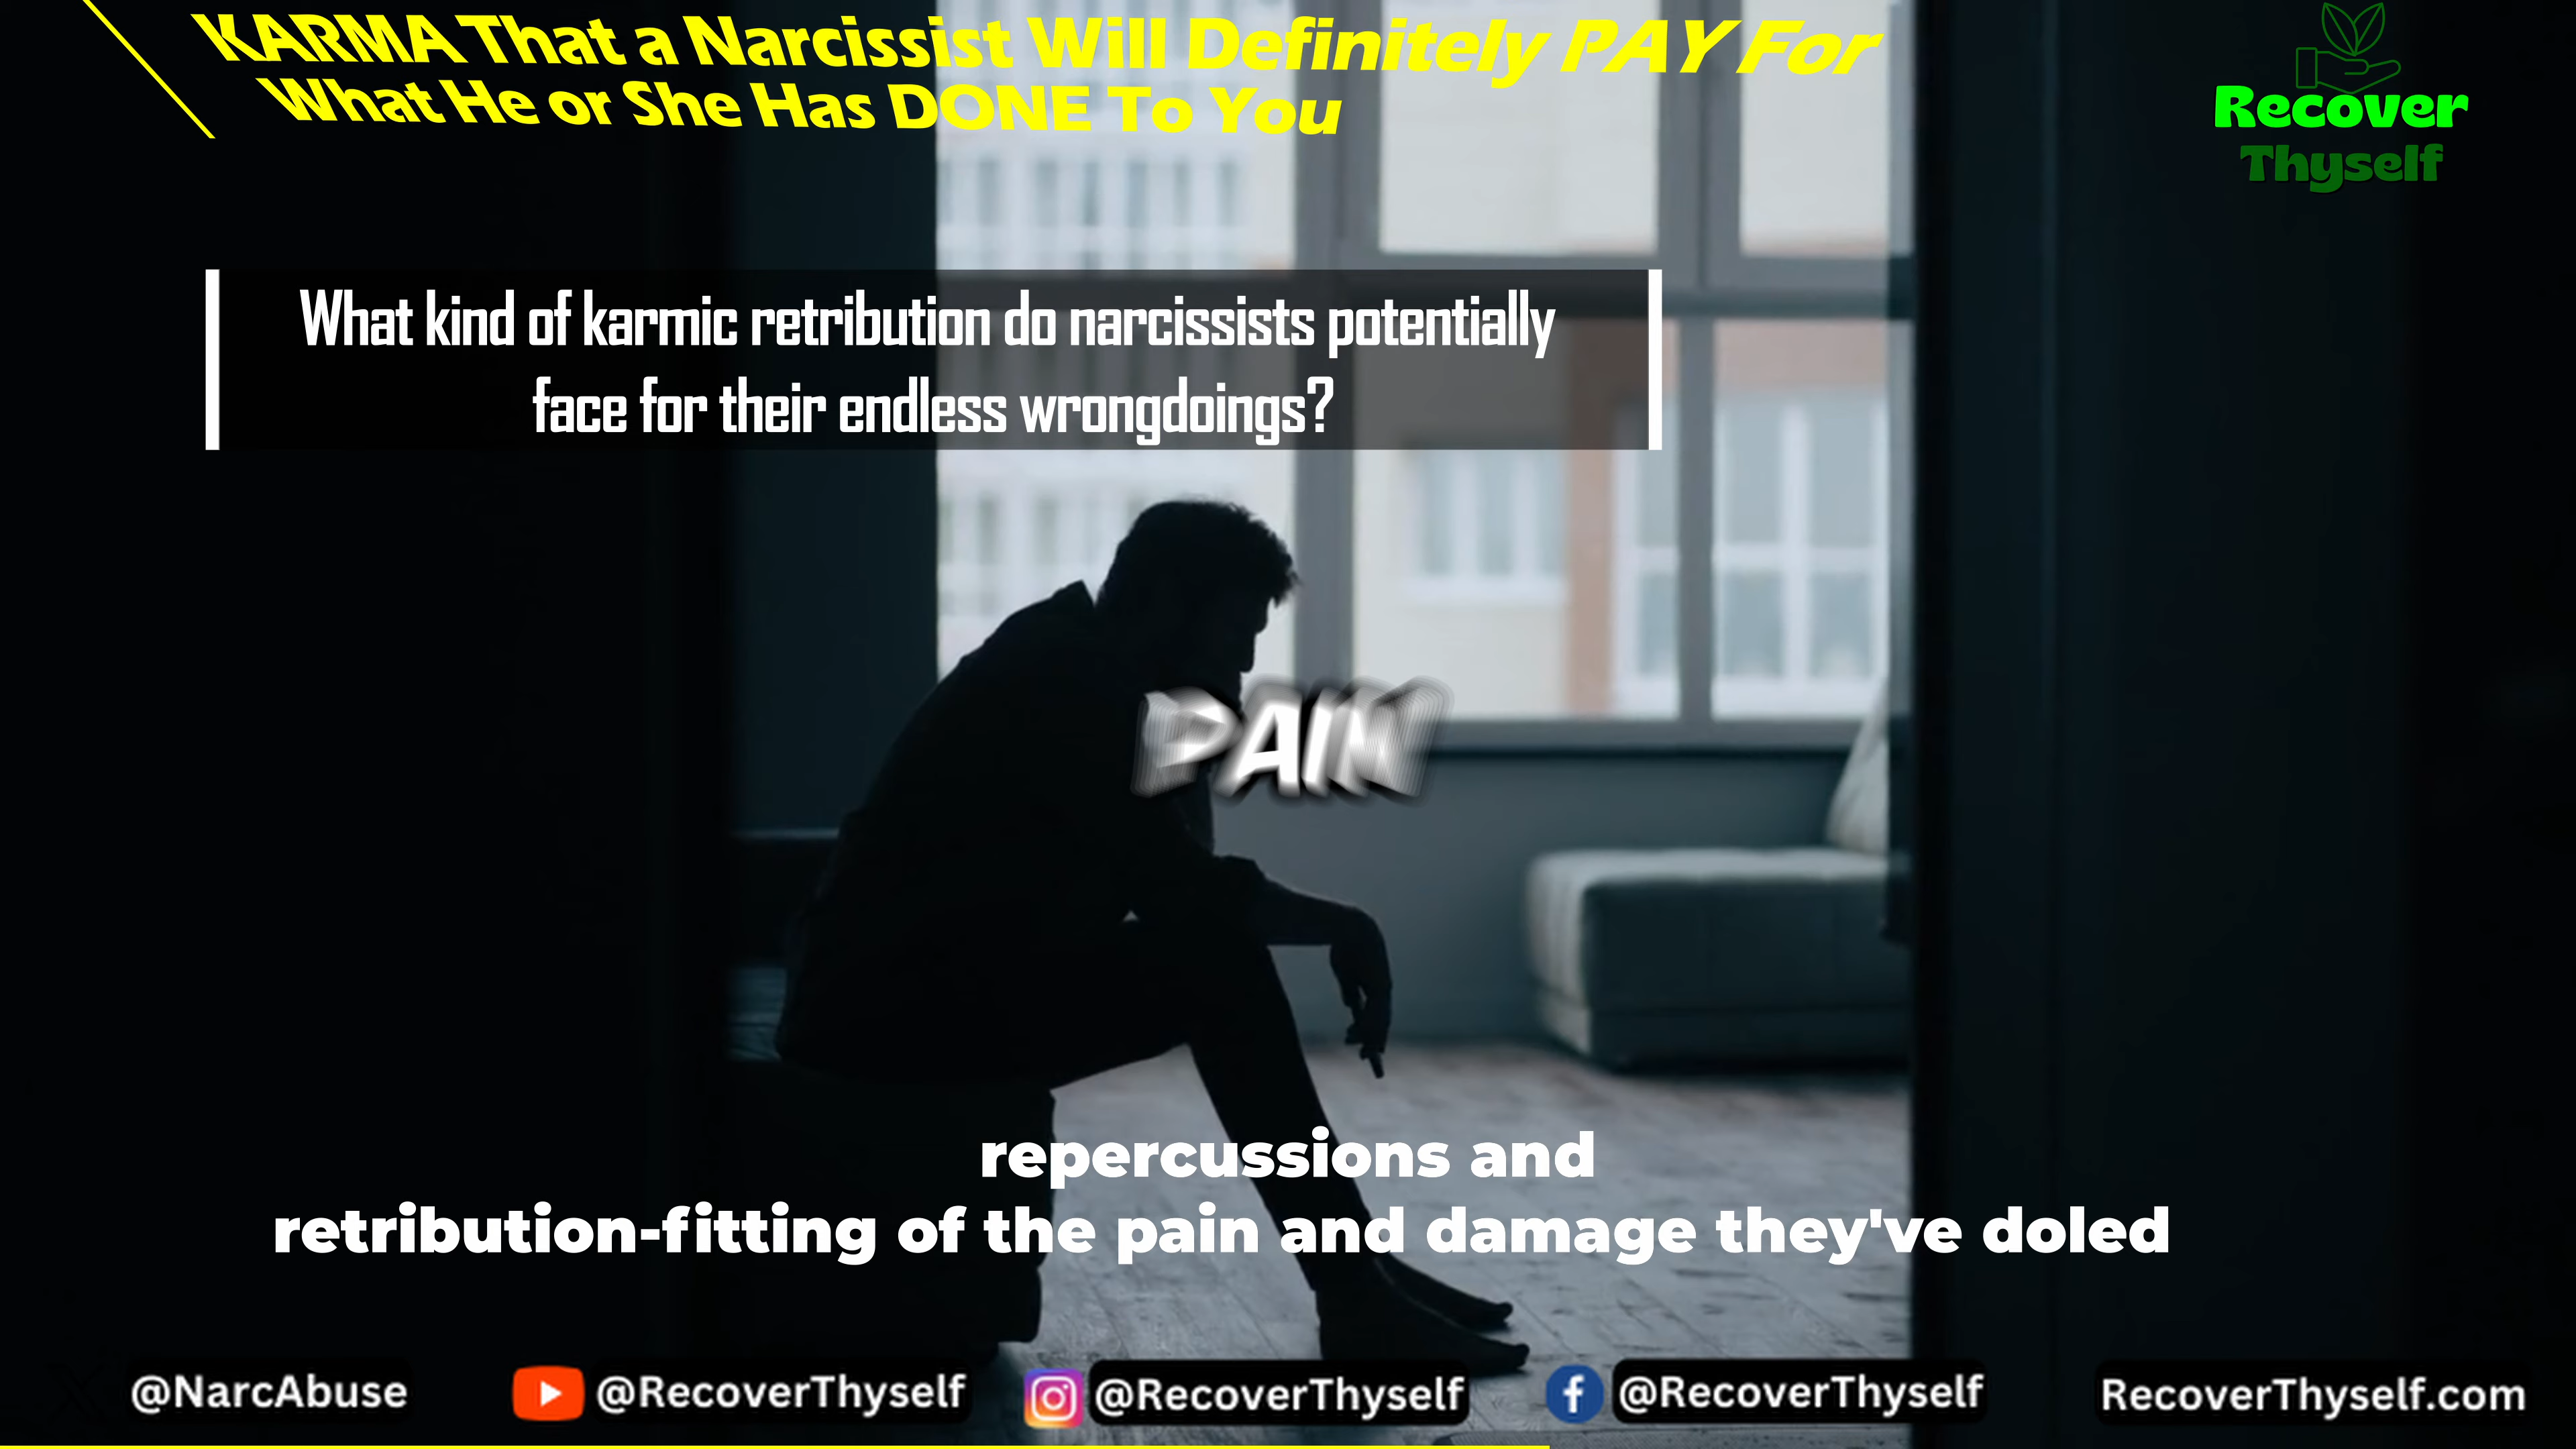 KARMA That a Narcissist Will Definitely PAY For
What He or She Has DONE To You
Recover
Thyself
What kind of karmic retribution do narcissists potentially
face for their endless wrongdoings?
PAIN
repercussions and
retribution-fitting of the pain and damage they've doled
@NarcAbuse
@RecoverThyself
@RecoverThyself
@RecoverThyself
RecoverThyself.com